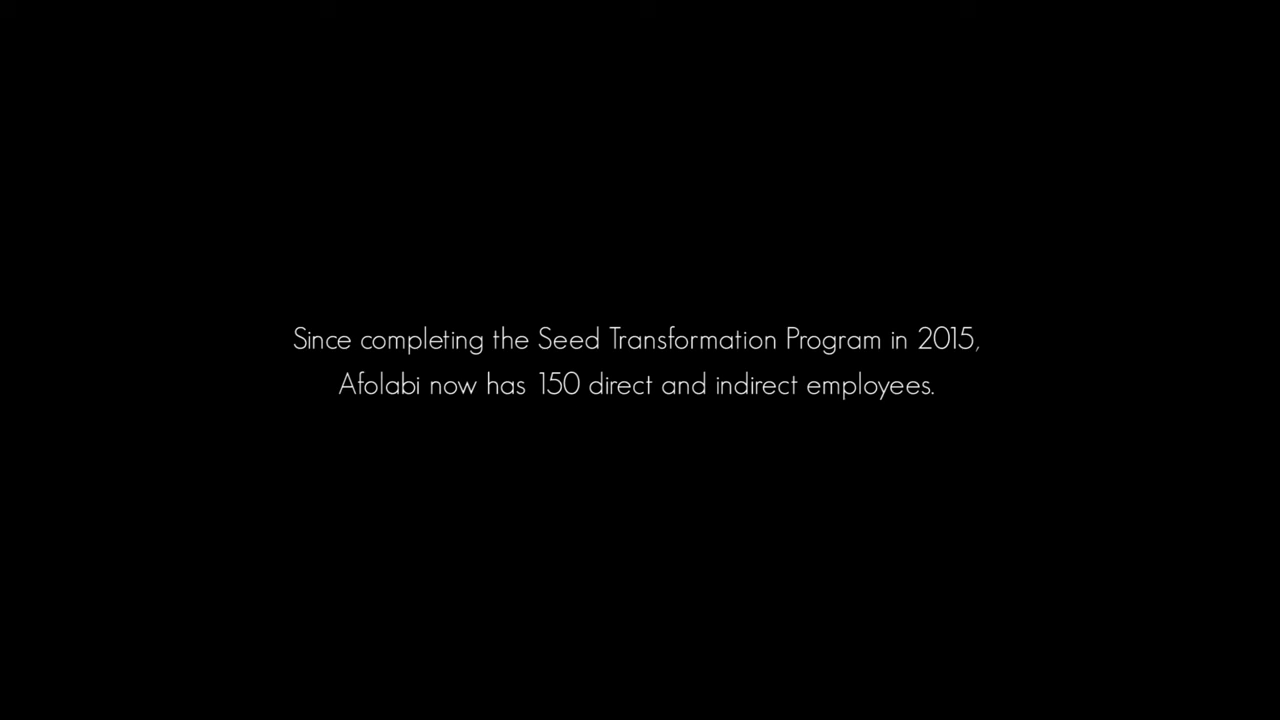 Since completing the Seed Transformation Program in 2015,
Afolabi now has 150 direct and indirect employees.